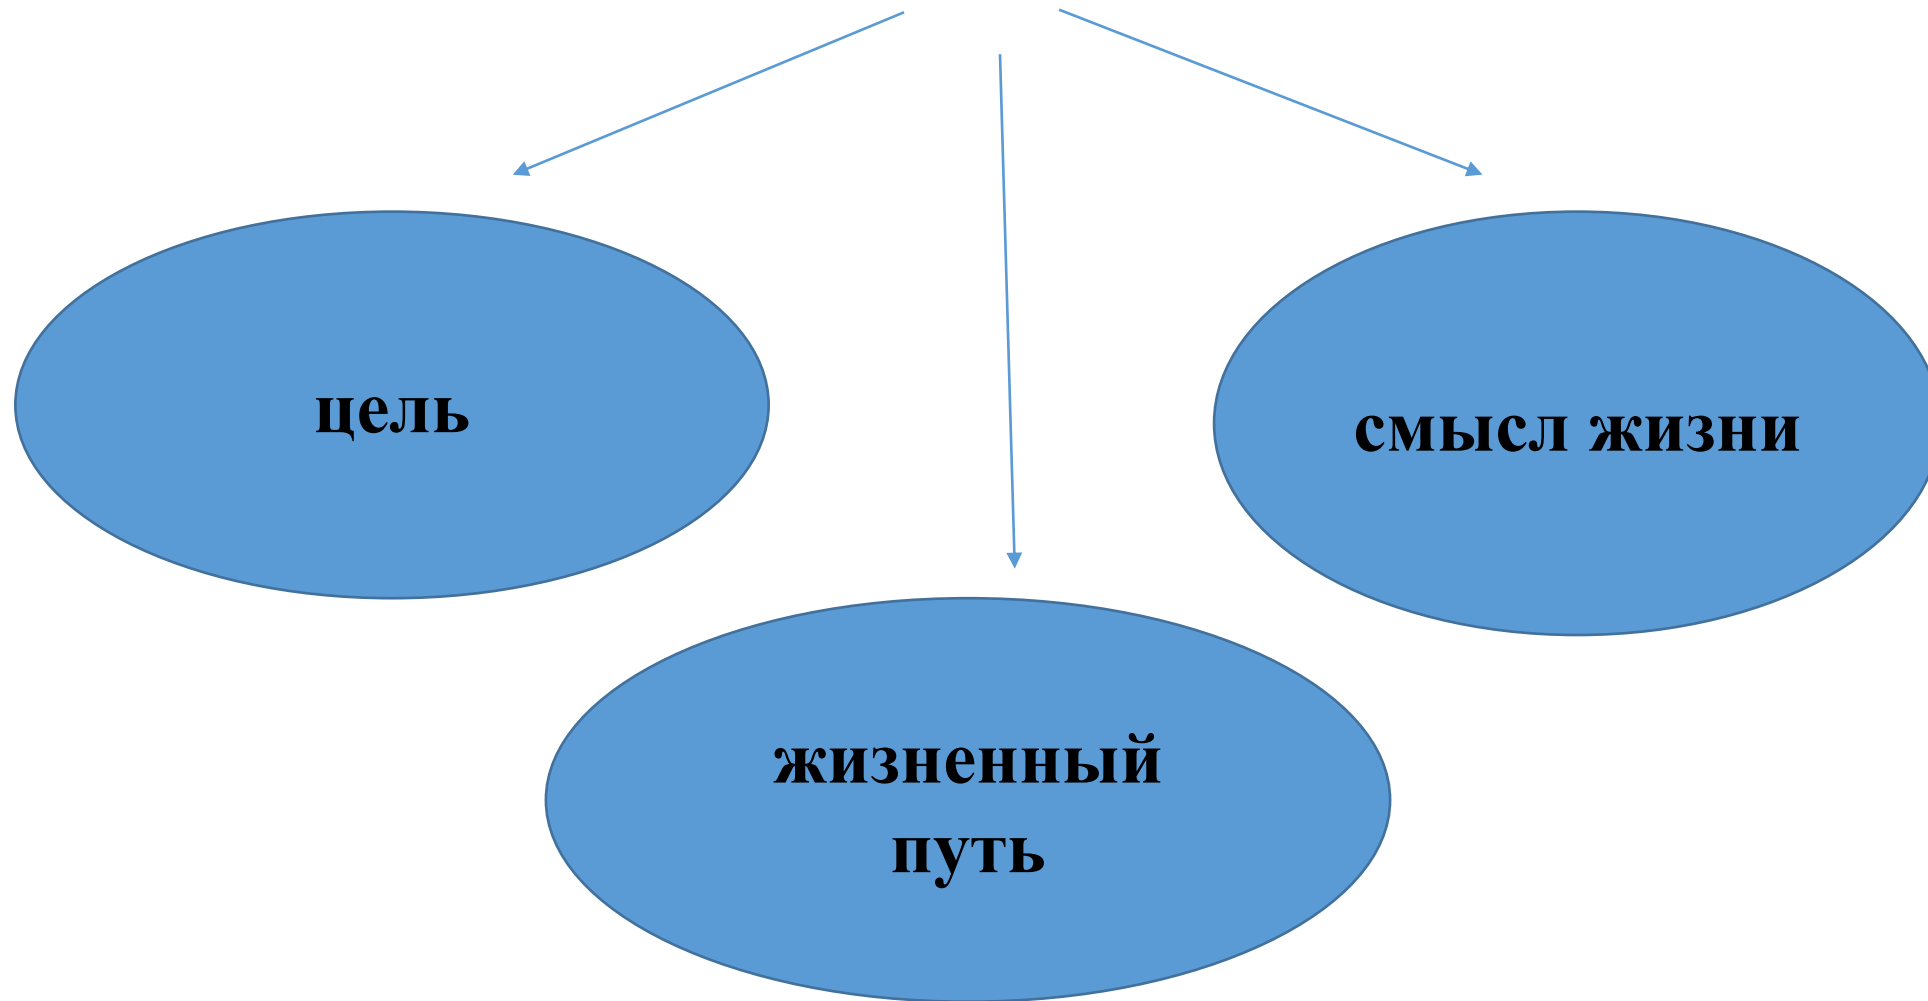 цель
смысл жизни
жизненный
путь